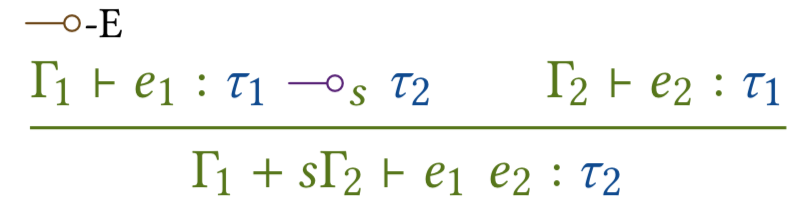 ⊸-E
Γ₁ ⊢ e₁ : τ₁ ⊸ₛ τ₂ Γ₂ ⊢ e₂ : τ₁
Γ₁ + sΓ₂ ⊢ e₁ e₂ : τ₂